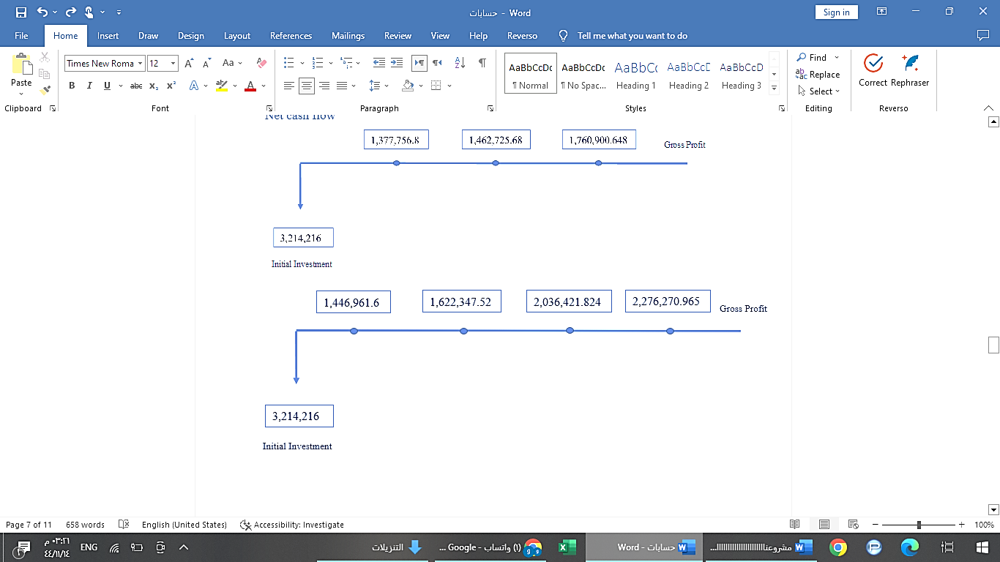 حسابات - Word
Sign in
File Home Insert Draw Design Layout References Mailings Review View Help Reverso Tell me what you want to do
Paste
Times New Roma 12
Aa
B I U abc x₂ x² A A
AaBbCcDc AaBbCcDc AaBbCc AaBbCcD AaBbCcD
¶ Normal ¶ No Spac... Heading 1 Heading 2 Heading 3
Find
Replace
Select
Correct Rephraser
Clipboard Font Paragraph Styles Editing Reverso
Net cash flow
1,377,756.8 1,462,725.68 1,760,900.648 Gross Profit
3,214,216
Initial Investment
1,446,961.6 1,622,347.52 2,036,421.824 2,276,270.965 Gross Profit
3,214,216
Initial Investment
Page 7 of 11 658 words English (United States) Accessibility: Investigate 100%
٠٣:٢١ م
٤٤/١١/١٤
ENG
التنزيلات
(١) واتساب - Google ...
حسابات - Word